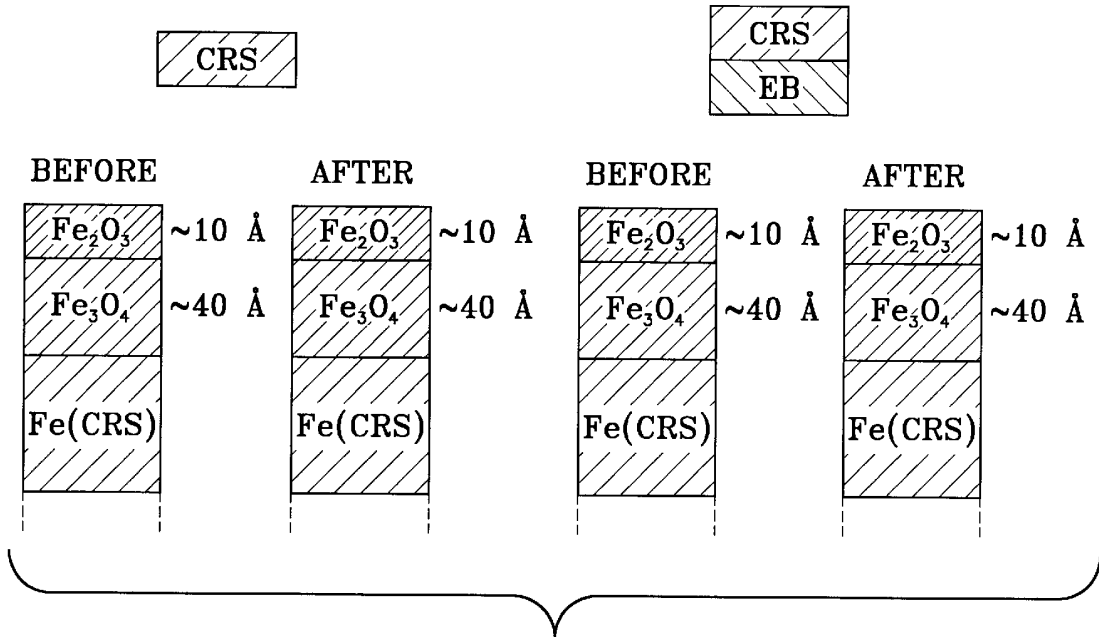 CRS
CRS
EB
BEFORE AFTER BEFORE AFTER
Fe₂O₃ ~10 Å Fe₂O₃ ~10 Å Fe₂O₃ ~10 Å Fe₂O₃ ~10 Å
Fe₃O₄ ~40 Å Fe₃O₄ ~40 Å Fe₃O₄ ~40 Å Fe₃O₄ ~40 Å
Fe(CRS) Fe(CRS) Fe(CRS) Fe(CRS)